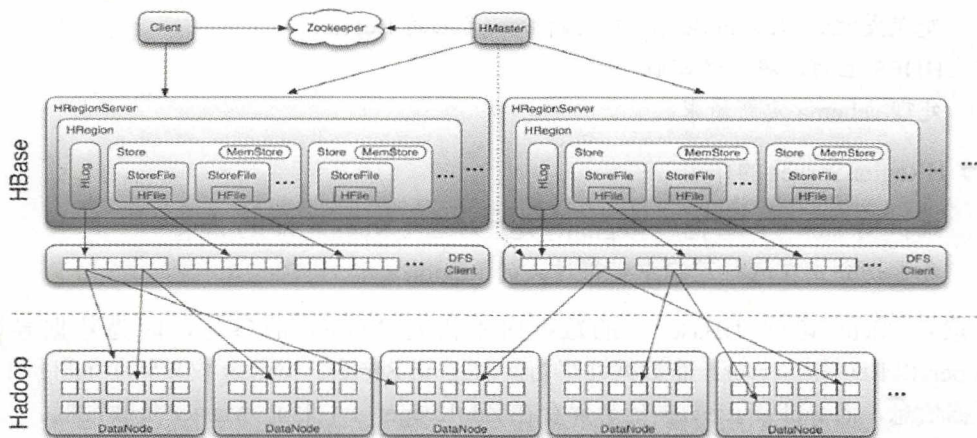 Client
Zookeeper
HMaster
HBase
HRegionServer
HRegion
HLog
Store
MemStore
StoreFile
HFile
StoreFile
HFile
...
Store
MemStore
StoreFile
HFile
...
...
HRegionServer
HRegion
HLog
Store
MemStore
StoreFile
HFile
StoreFile
HFile
...
Store
MemStore
StoreFile
HFile
...
...
...
DFS
Client
...
DFS
Client
Hadoop
DataNode
DataNode
DataNode
DataNode
DataNode
...